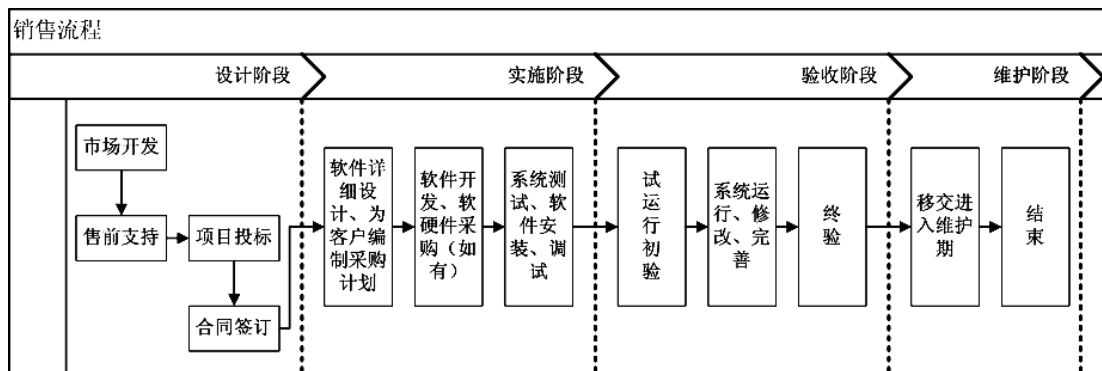 销售流程
设计阶段
实施阶段
验收阶段
维护阶段
市场开发
售前支持
项目投标
合同签订
软件详
细设
计、为
客户编
制采购
计划
软件开
发、软
硬件采
购（如
有）
系统测
试、软
件安
装、调
试
试
运
行
初
验
系统运
行、修
改、完
善
终
验
移交进
入维护
期
结
束